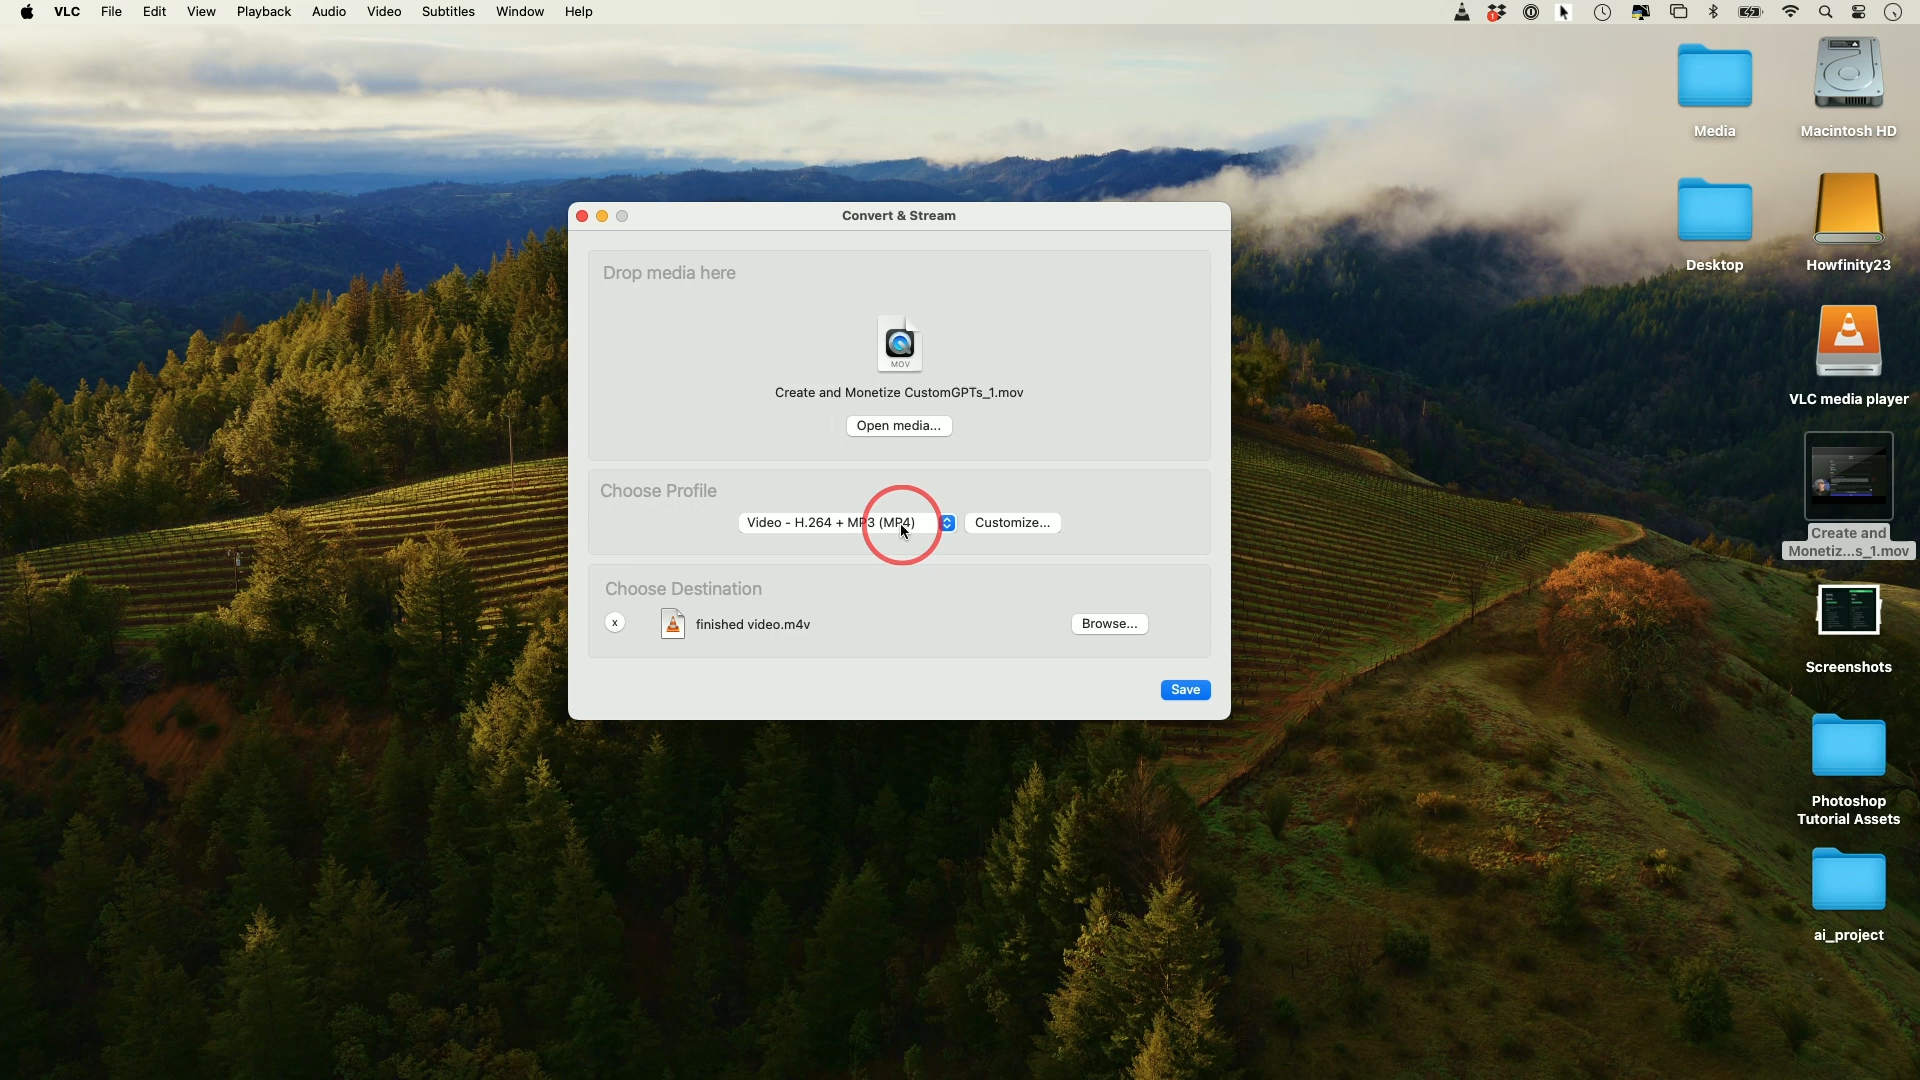 VLC File Edit View Playback Audio Video Subtitles Window Help
1
Media
Macintosh HD
Desktop
Howfinity23
VLC media player
Create and
Monetiz...s_1.mov
Screenshots
Photoshop
Tutorial Assets
ai_project
Convert & Stream
Drop media here
MOV
Create and Monetize CustomGPTs_1.mov
Open media...
Choose Profile
Video - H.264 + MP3 (MP4)
Customize...
Choose Destination
x
finished video.m4v
Browse...
Save